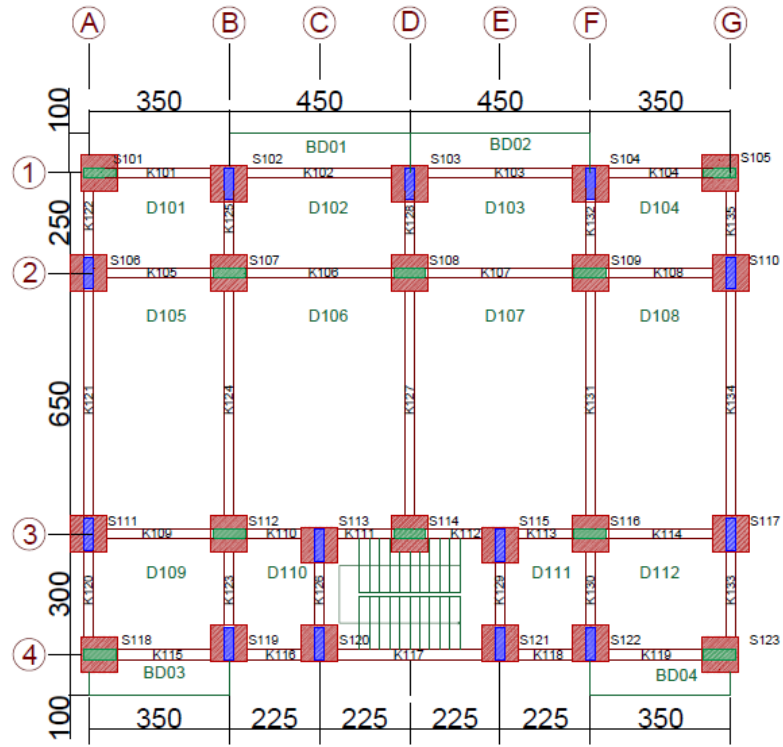 A B C D E F G
350 450 450 350
100
BD01 BD02
1
S101 S102 S103 S104 S105
K101 K102 K103 K104
250
K122 K125 K128 K132 K135
D101 D102 D103 D104
2
S106 S107 S108 S109 S110
K105 K106 K107 K108
D105 D106 D107 D108
650
K121 K124 K127 K131 K134
3
S111 S112 S113 S114 S115 S116 S117
K109 K110 K111 K112 K113 K114
300
D109 D110 D111 D112
K120 K123 K126 K129 K130 K133
4
S118 S119 S120 S121 S122 S123
K115 K116 K117 K118 K119
BD03 BD04
100
350 225 225 225 225 350